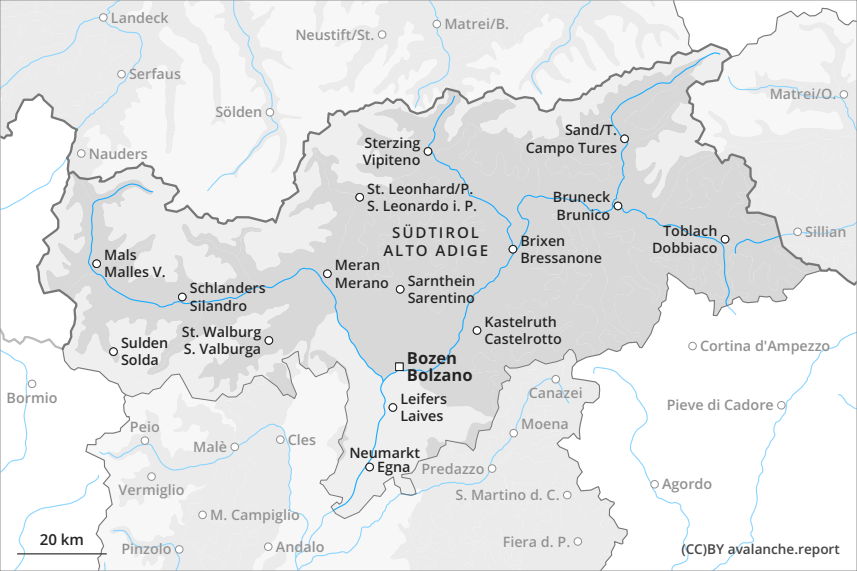 Landeck
Matrei/B.
Neustift/St.
Serfaus
Matrei/O.
Sölden
Sand/T.
Campo Tures
Sterzing
Vipiteno
Nauders
St. Leonhard/P.
S. Leonardo i. P.
Bruneck
Brunico
SÜDTIROL
ALTO ADIGE
Toblach
Dobbiaco
Sillian
Brixen
Bressanone
Mals
Malles V.
Meran
Merano
Sarnthein
Sarentino
Schlanders
Silandro
Kastelruth
Castelrotto
St. Walburg
S. Valburga
Sulden
Solda
Cortina d'Ampezzo
Bozen
Bolzano
Bormio
Canazei
Leifers
Laives
Pieve di Cadore
Peio
Moena
Malè
Cles
Neumarkt
Egna
Predazzo
Vermiglio
Agordo
S. Martino d. C.
M. Campiglio
20 km
Pinzolo
Andalo
Fiera d. P.
(CC)BY avalanche.report